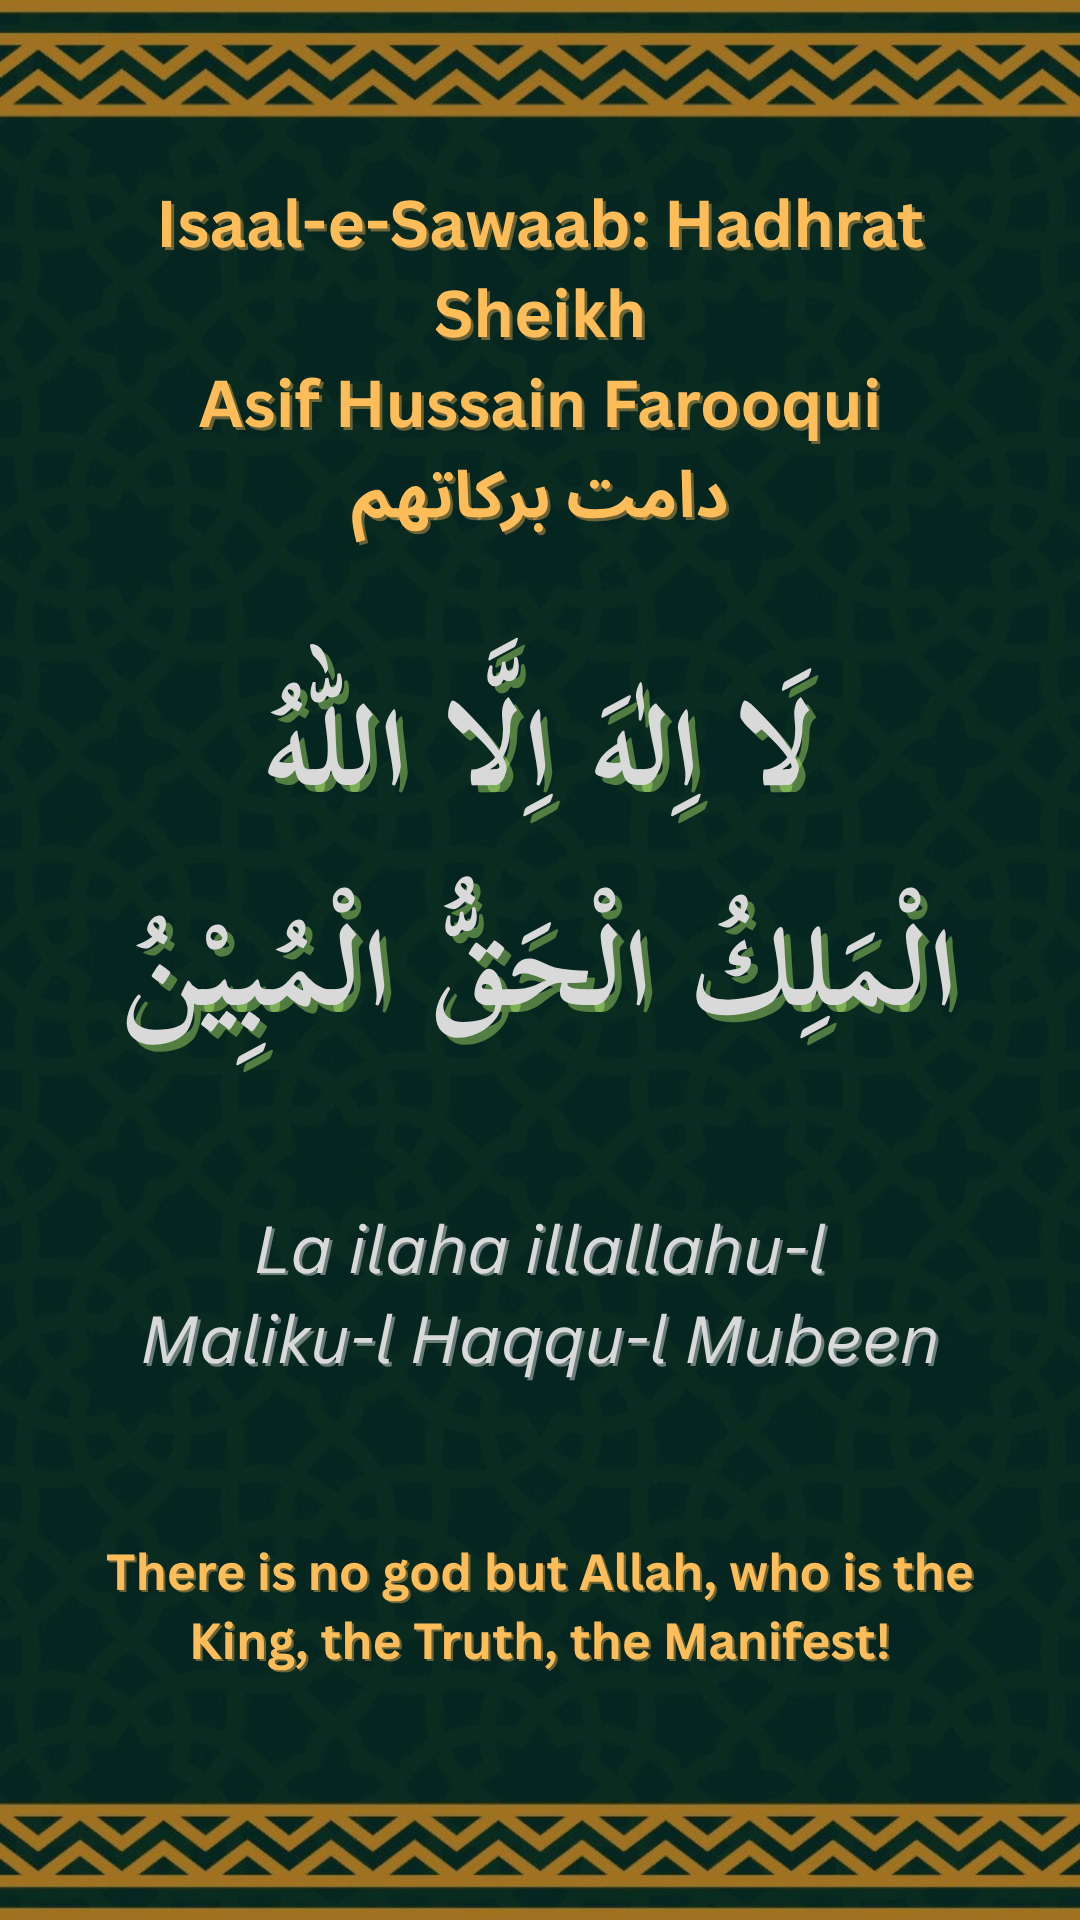 Isaal-e-Sawaab: Hadhrat
Sheikh
Asif Hussain Farooqui
دامت بركاتهم
لَا اِلٰهَ اِلَّا اللّٰهُ
الْمَلِكُ الْحَقُّ الْمُبِيْنُ
La ilaha illallahu-l
Maliku-l Haqqu-l Mubeen
There is no god but Allah, who is the
King, the Truth, the Manifest!